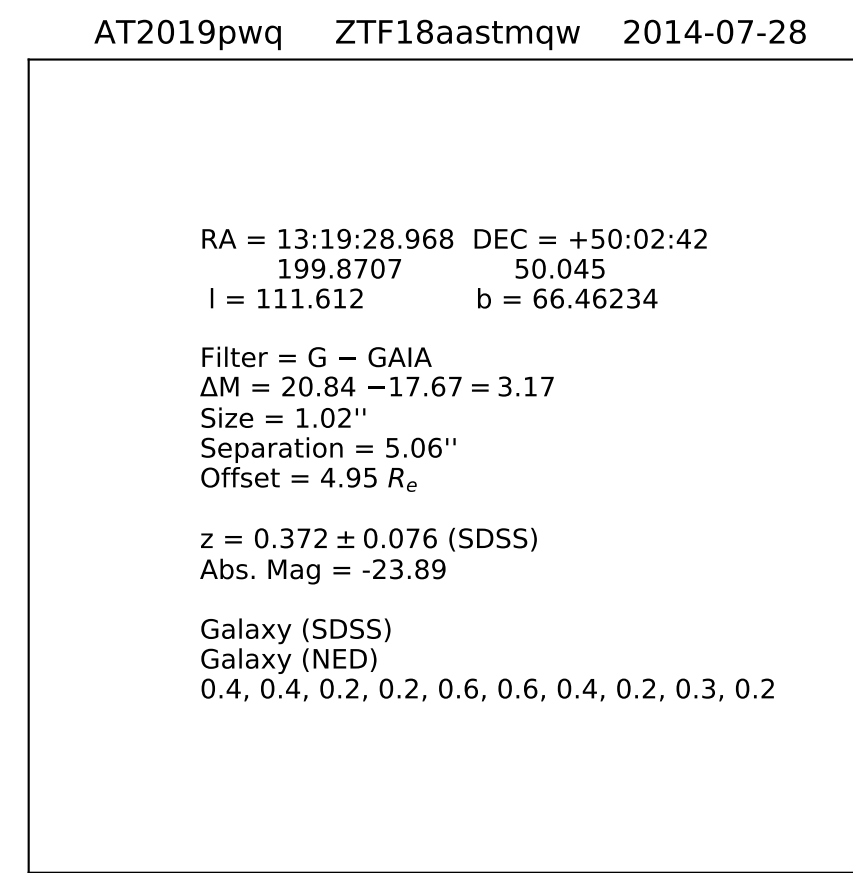 AT2019pwq ZTF18aastmqw 2014-07-28
RA = 13:19:28.968 DEC = +50:02:42
199.8707 50.045
l = 111.612 b = 66.46234
Filter = G − GAIA
ΔM = 20.84 −17.67 = 3.17
Size = 1.02''
Separation = 5.06''
Offset = 4.95 Rₑ
z = 0.372 ± 0.076 (SDSS)
Abs. Mag = -23.89
Galaxy (SDSS)
Galaxy (NED)
0.4, 0.4, 0.2, 0.2, 0.6, 0.6, 0.4, 0.2, 0.3, 0.2